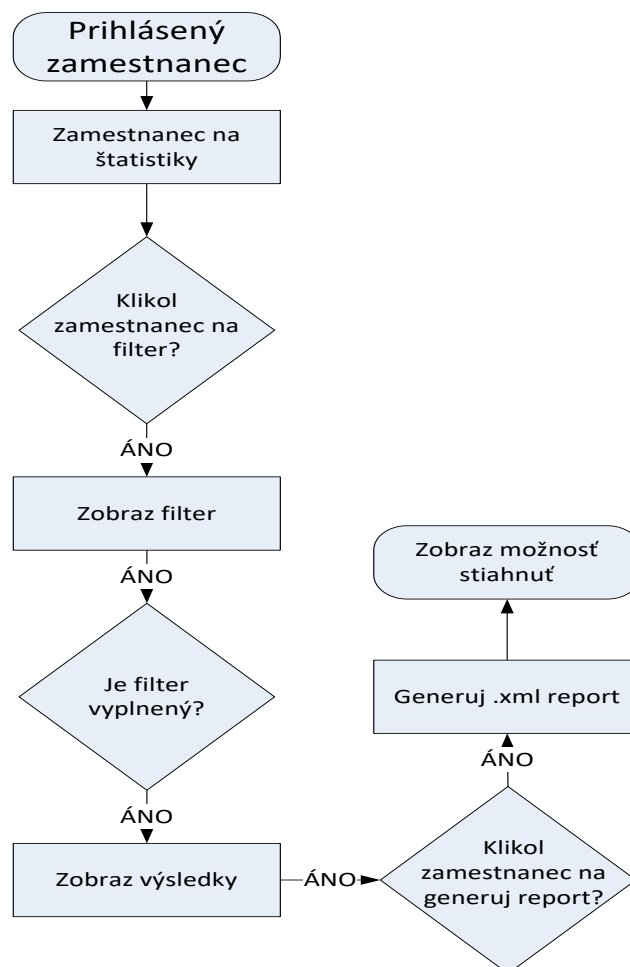 Prihlásený
zamestnanec
Zamestnanec na
štatistiky
Klikol
zamestnanec na
filter?
ÁNO
Zobraz filter
ÁNO
Je filter
vyplnený?
ÁNO
Zobraz výsledky
ÁNO
Klikol
zamestnanec na
generuj report?
ÁNO
Generuj .xml report
Zobraz možnosť
stiahnuť